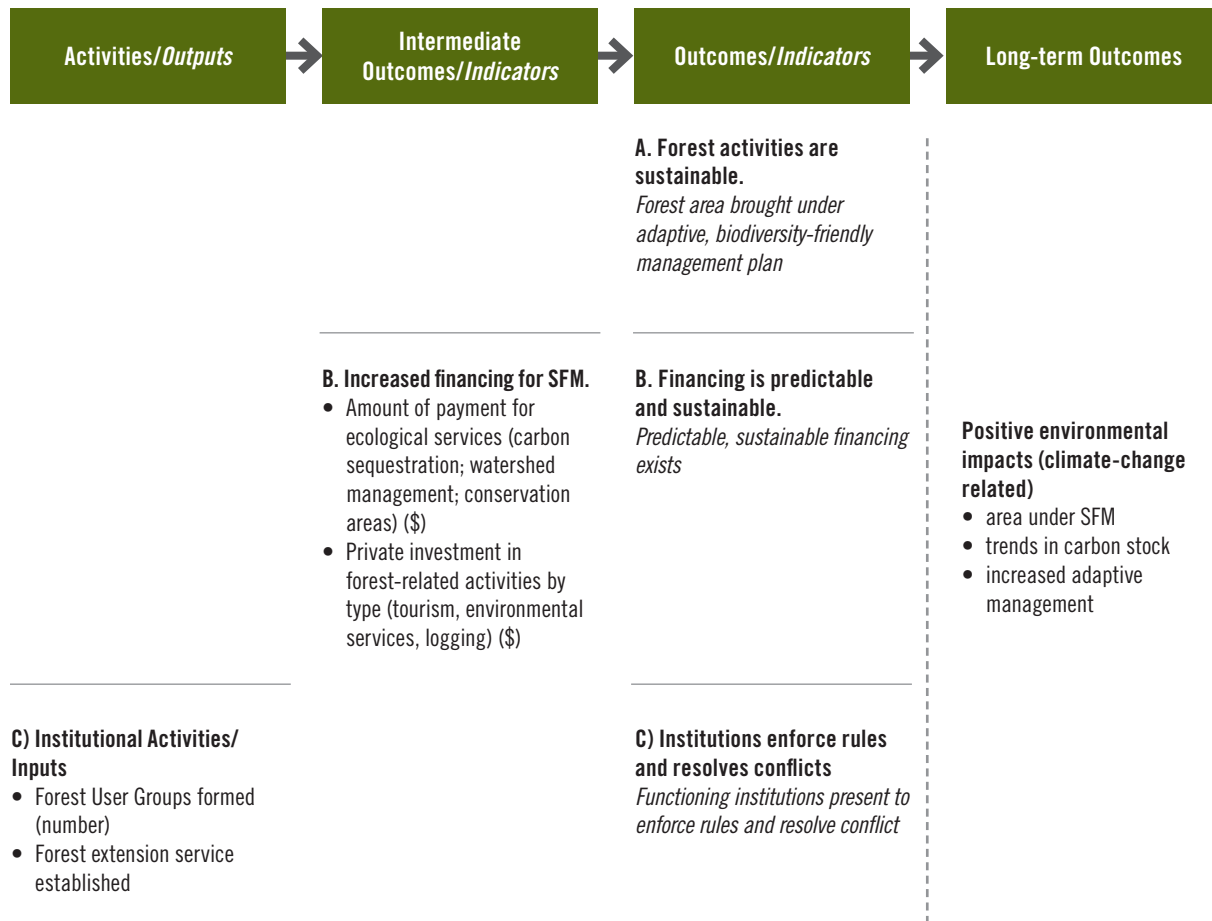 Activities/Outputs
Intermediate
Outcomes/Indicators
Outcomes/Indicators
Long-term Outcomes
A. Forest activities are
sustainable.
Forest area brought under
adaptive, biodiversity-friendly
management plan
B. Increased financing for SFM.
• Amount of payment for
ecological services (carbon
sequestration; watershed
management; conservation
areas) ($)
• Private investment in
forest-related activities by
type (tourism, environmental
services, logging) ($)
B. Financing is predictable
and sustainable.
Predictable, sustainable financing
exists
Positive environmental
impacts (climate-change
related)
• area under SFM
• trends in carbon stock
• increased adaptive
management
C) Institutional Activities/
Inputs
• Forest User Groups formed
(number)
• Forest extension service
established
C) Institutions enforce rules
and resolves conflicts
Functioning institutions present to
enforce rules and resolve conflict